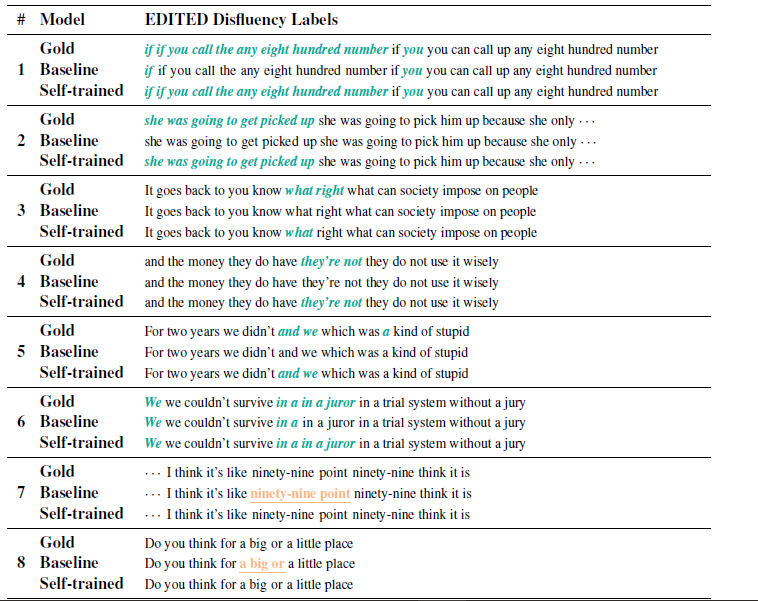 # Model EDITED Disfluency Labels
Gold if if you call the any eight hundred number if you you can call up any eight hundred number
1 Baseline if if you call the any eight hundred number if you you can call up any eight hundred number
Self-trained if if you call the any eight hundred number if you you can call up any eight hundred number
Gold she was going to get picked up she was going to pick him up because she only · · ·
2 Baseline she was going to get picked up she was going to pick him up because she only · · ·
Self-trained she was going to get picked up she was going to pick him up because she only · · ·
Gold It goes back to you know what right what can society impose on people
3 Baseline It goes back to you know what right what can society impose on people
Self-trained It goes back to you know what right what can society impose on people
Gold and the money they do have they're not they do not use it wisely
4 Baseline and the money they do have they're not they do not use it wisely
Self-trained and the money they do have they're not they do not use it wisely
Gold For two years we didn't and we which was a kind of stupid
5 Baseline For two years we didn't and we which was a kind of stupid
Self-trained For two years we didn't and we which was a kind of stupid
Gold We we couldn't survive in a in a juror in a trial system without a jury
6 Baseline We we couldn't survive in a in a juror in a trial system without a jury
Self-trained We we couldn't survive in a in a juror in a trial system without a jury
Gold · · · I think it's like ninety-nine point ninety-nine think it is
7 Baseline · · · I think it's like ninety-nine point ninety-nine think it is
Self-trained · · · I think it's like ninety-nine point ninety-nine think it is
Gold Do you think for a big or a little place
8 Baseline Do you think for a big or a little place
Self-trained Do you think for a big or a little place